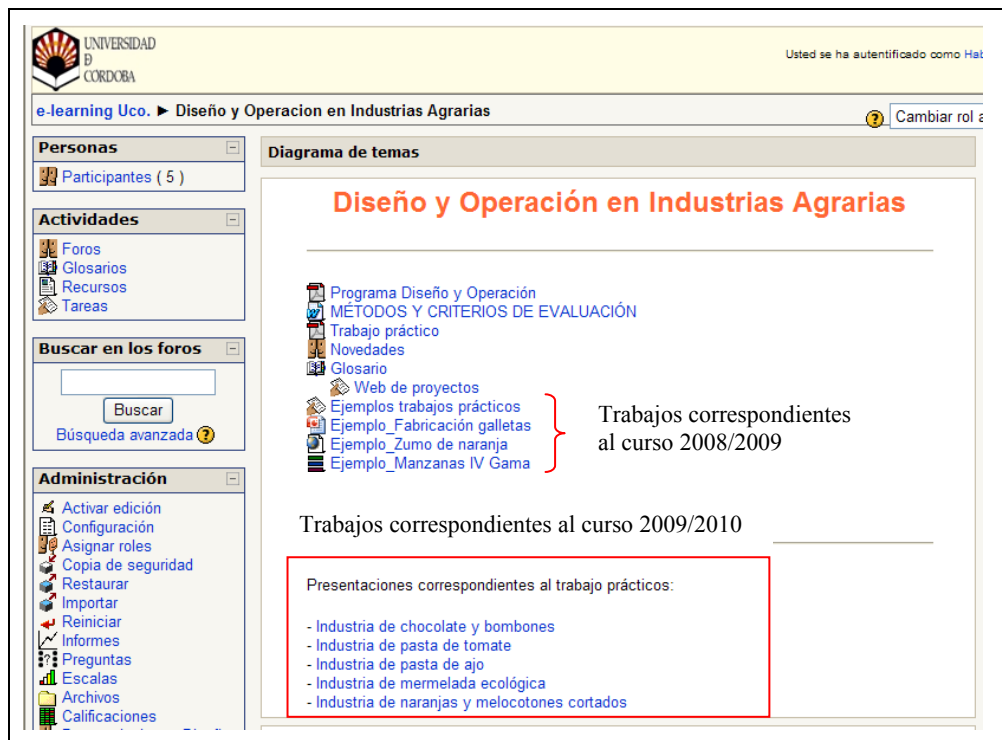 UNIVERSIDAD
Ð
CORDOBA
Usted se ha autentificado como Hab
e-learning Uco. ► Diseño y Operacion en Industrias Agrarias
Cambiar rol a
Personas
Participantes ( 5 )
Actividades
Foros
Glosarios
Recursos
Tareas
Buscar en los foros
Buscar
Búsqueda avanzada
Administración
Activar edición
Configuración
Asignar roles
Copia de seguridad
Restaurar
Importar
Reiniciar
Informes
Preguntas
Escalas
Archivos
Calificaciones
Diagrama de temas
Diseño y Operación en Industrias Agrarias
Programa Diseño y Operación
MÉTODOS Y CRITERIOS DE EVALUACIÓN
Trabajo práctico
Novedades
Glosario
Web de proyectos
Ejemplos trabajos prácticos
Ejemplo_Fabricación galletas
Ejemplo_Zumo de naranja
Ejemplo_Manzanas IV Gama
Trabajos correspondientes
al curso 2008/2009
Trabajos correspondientes al curso 2009/2010
Presentaciones correspondientes al trabajo prácticos:
- Industria de chocolate y bombones
- Industria de pasta de tomate
- Industria de pasta de ajo
- Industria de mermelada ecológica
- Industria de naranjas y melocotones cortados